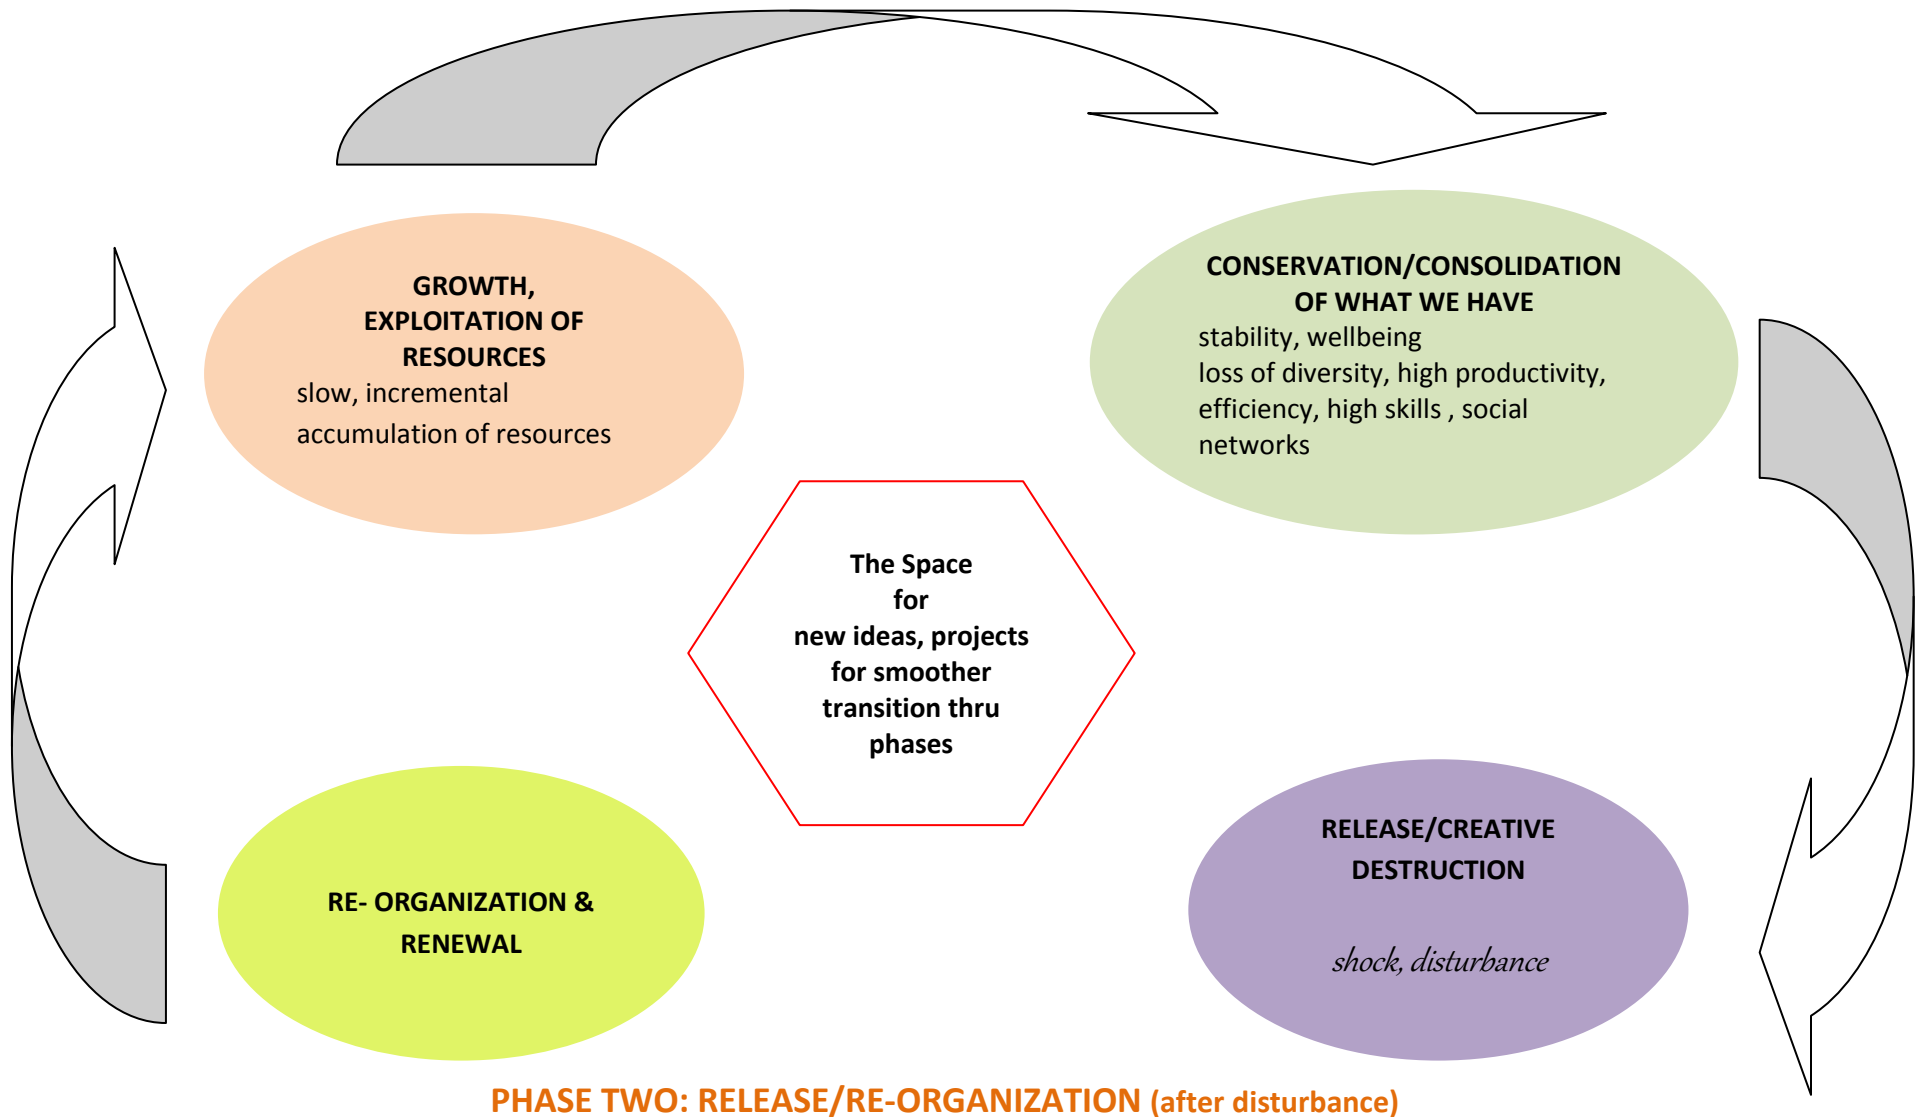 GROWTH,
EXPLOITATION OF
RESOURCES
slow, incremental
accumulation of resources
CONSERVATION/CONSOLIDATION
OF WHAT WE HAVE
stability, wellbeing
loss of diversity, high productivity,
efficiency, high skills , social
networks
The Space
for
new ideas, projects
for smoother
transition thru
phases
RE- ORGANIZATION &
RENEWAL
RELEASE/CREATIVE
DESTRUCTION
shock, disturbance
PHASE TWO: RELEASE/RE-ORGANIZATION (after disturbance)